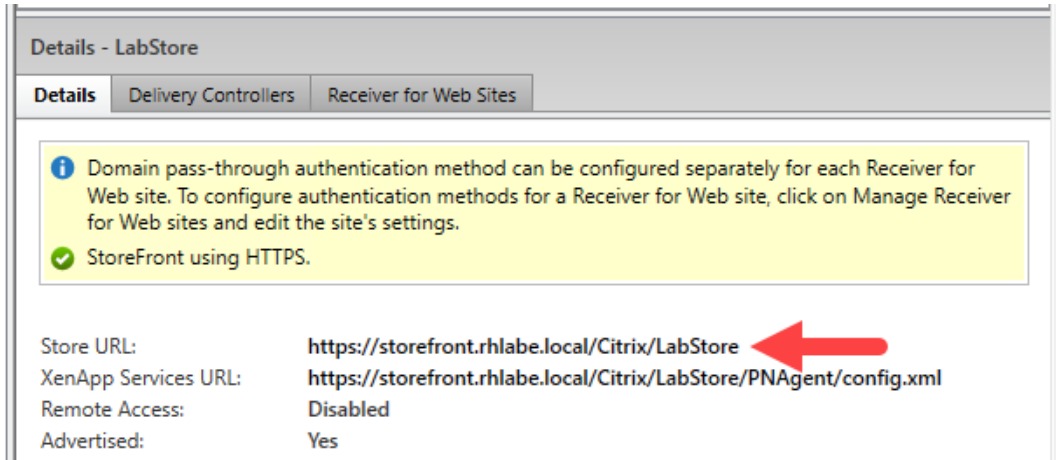 Details - LabStore
Details Delivery Controllers Receiver for Web Sites
Domain pass-through authentication method can be configured separately for each Receiver for
Web site. To configure authentication methods for a Receiver for Web site, click on Manage Receiver
for Web sites and edit the site's settings.
StoreFront using HTTPS.
Store URL: https://storefront.rhlabe.local/Citrix/LabStore
XenApp Services URL: https://storefront.rhlabe.local/Citrix/LabStore/PNAgent/config.xml
Remote Access: Disabled
Advertised: Yes